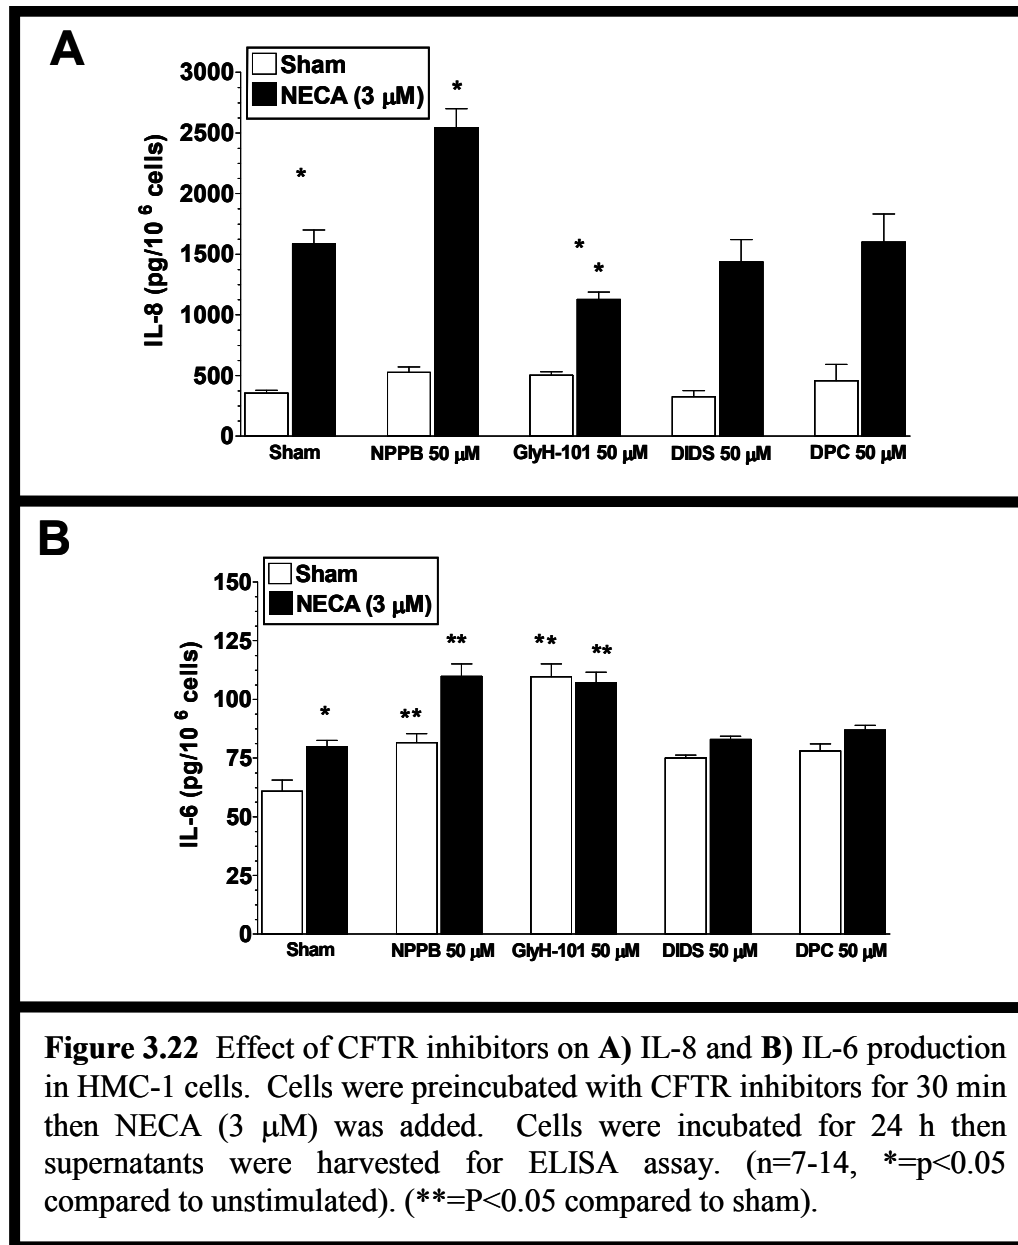 A
Sham
NECA (3 μM)
*
3000
2500
2000
1500
1000
500
0
IL-8 (pg/10 6 cells)
*
*
*
Sham
NPPB 50 μM
GlyH-101 50 μM
DIDS 50 μM
DPC 50 μM
B
Sham
NECA (3 μM)
150
125
100
75
50
25
0
IL-6 (pg/10 6 cells)
*
**
**
**
**
Sham
NPPB 50 μM
GlyH-101 50 μM
DIDS 50 μM
DPC 50 μM
Figure 3.22 Effect of CFTR inhibitors on A) IL-8 and B) IL-6 production
in HMC-1 cells. Cells were preincubated with CFTR inhibitors for 30 min
then NECA (3 μM) was added. Cells were incubated for 24 h then
supernatants were harvested for ELISA assay. (n=7-14, *=p<0.05
compared to unstimulated). (**=P<0.05 compared to sham).